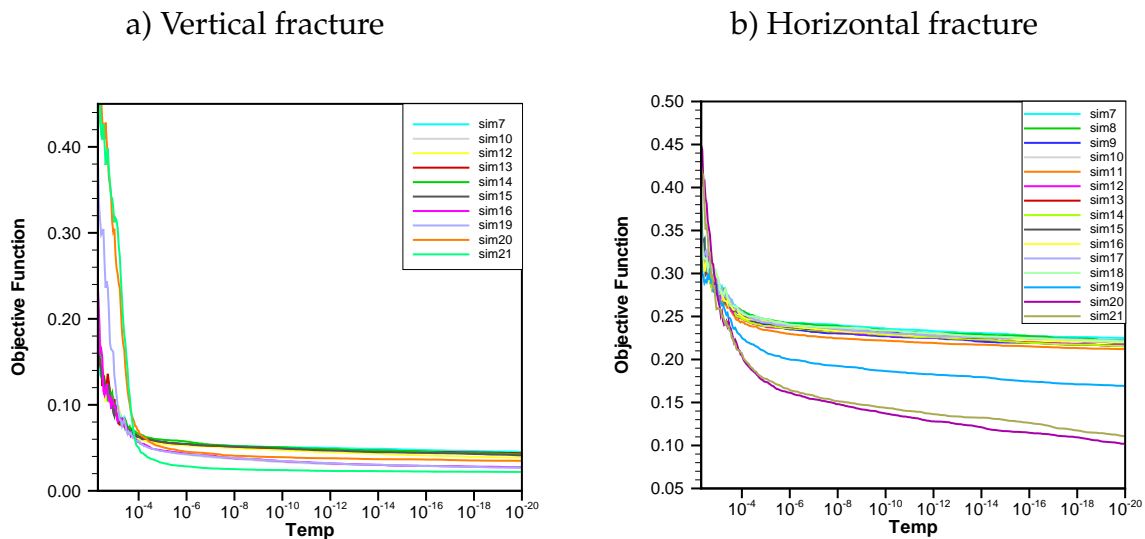 a) Vertical fracture
Objective Function
0.40
0.30
0.20
0.10
0.00
10-4 10-6 10-8 10-10 10-12 10-14 10-16 10-18 10-20
Temp
sim7
sim10
sim12
sim13
sim14
sim15
sim16
sim19
sim20
sim21
b) Horizontal fracture
Objective Function
0.50
0.45
0.40
0.35
0.30
0.25
0.20
0.15
0.10
0.05
10-4 10-6 10-8 10-10 10-12 10-14 10-16 10-18 10-20
Temp
sim7
sim8
sim9
sim10
sim11
sim12
sim13
sim14
sim15
sim16
sim17
sim18
sim19
sim20
sim21